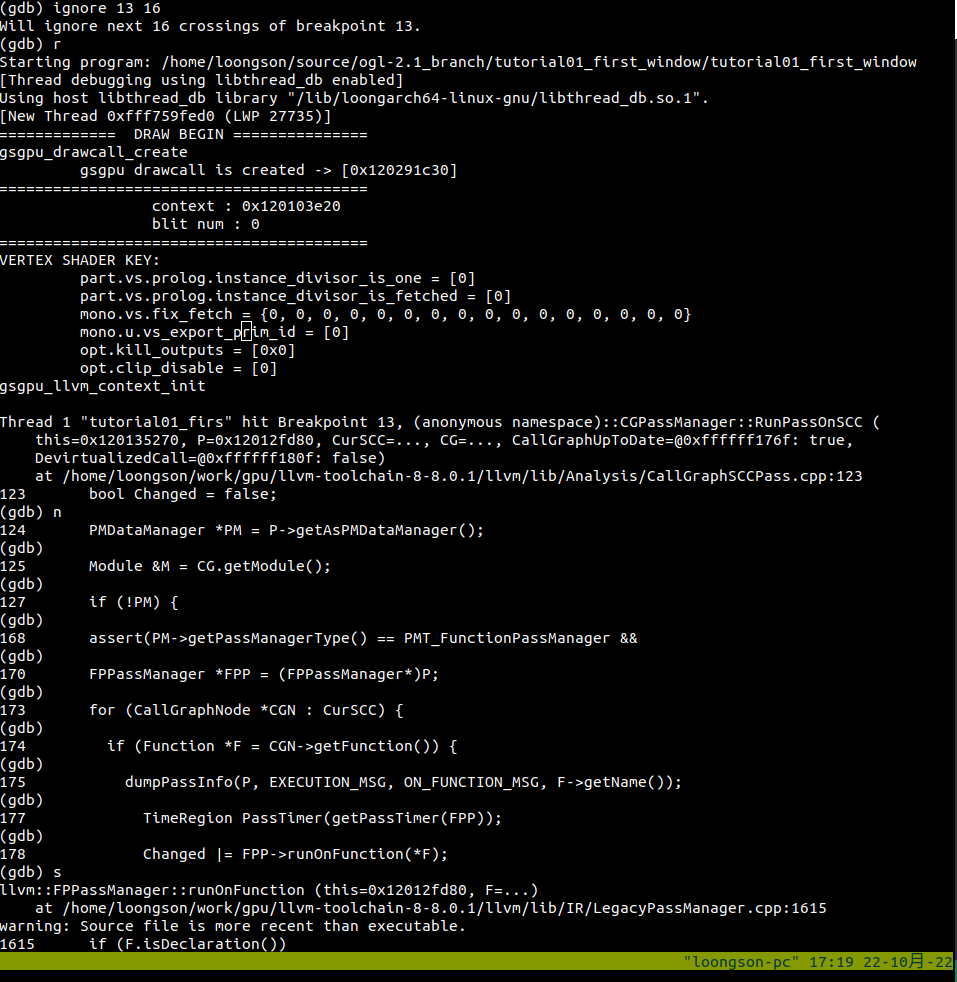 (gdb) ignore 13 16
Will ignore next 16 crossings of breakpoint 13.
(gdb) r
Starting program: /home/loongson/source/ogl-2.1_branch/tutorial01_first_window/tutorial01_first_window
[Thread debugging using libthread_db enabled]
Using host libthread_db library "/lib/loongarch64-linux-gnu/libthread_db.so.1".
[New Thread 0xfff759fed0 (LWP 27735)]
=============  DRAW BEGIN ===============
gsgpu_drawcall_create
         gsgpu drawcall is created -> [0x120291c30]
=========================================
                 context : 0x120103e20
                 blit num : 0
=========================================
VERTEX SHADER KEY:
         part.vs.prolog.instance_divisor_is_one = [0]
         part.vs.prolog.instance_divisor_is_fetched = [0]
         mono.vs.fix_fetch = {0, 0, 0, 0, 0, 0, 0, 0, 0, 0, 0, 0, 0, 0, 0, 0}
         mono.u.vs_export_prim_id = [0]
         opt.kill_outputs = [0x0]
         opt.clip_disable = [0]
gsgpu_llvm_context_init

Thread 1 "tutorial01_firs" hit Breakpoint 13, (anonymous namespace)::CGPassManager::RunPassOnSCC (
    this=0x120135270, P=0x12012fd80, CurSCC=..., CG=..., CallGraphUpToDate=@0xffffff176f: true,
    DevirtualizedCall=@0xffffff180f: false)
    at /home/loongson/work/gpu/llvm-toolchain-8-8.0.1/llvm/lib/Analysis/CallGraphSCCPass.cpp:123
123       bool Changed = false;
(gdb) n
124       PMDataManager *PM = P->getAsPMDataManager();
(gdb)
125       Module &M = CG.getModule();
(gdb)
127       if (!PM) {
(gdb)
168       assert(PM->getPassManagerType() == PMT_FunctionPassManager &&
(gdb)
170       FPPassManager *FPP = (FPPassManager*)P;
(gdb)
173       for (CallGraphNode *CGN : CurSCC) {
(gdb)
174         if (Function *F = CGN->getFunction()) {
(gdb)
175           dumpPassInfo(P, EXECUTION_MSG, ON_FUNCTION_MSG, F->getName());
(gdb)
177             TimeRegion PassTimer(getPassTimer(FPP));
(gdb)
178             Changed |= FPP->runOnFunction(*F);
(gdb) s
llvm::FPPassManager::runOnFunction (this=0x12012fd80, F=...)
    at /home/loongson/work/gpu/llvm-toolchain-8-8.0.1/llvm/lib/IR/LegacyPassManager.cpp:1615
warning: Source file is more recent than executable.
1615      if (F.isDeclaration())
"loongson-pc" 17:19 22-10月-22